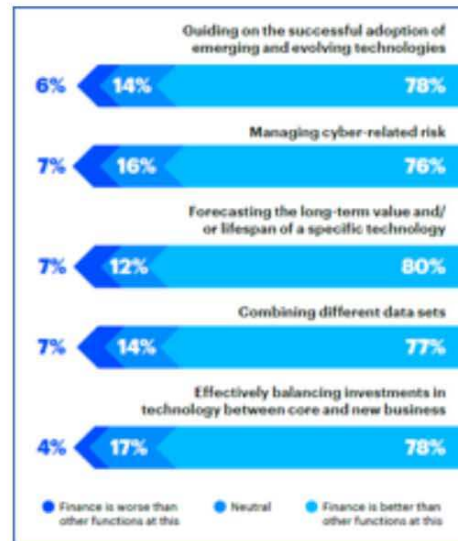 Guiding on the successful adoption of
emerging and evolving technologies
6% 14% 78%
Managing cyber-related risk
7% 16% 76%
Forecasting the long-term value and/
or lifespan of a specific technology
7% 12% 80%
Combining different data sets
7% 14% 77%
Effectively balancing investments in
technology between core and new business
4% 17% 78%
Finance is worse than Neutral Finance is better than
other functions at this other functions at this